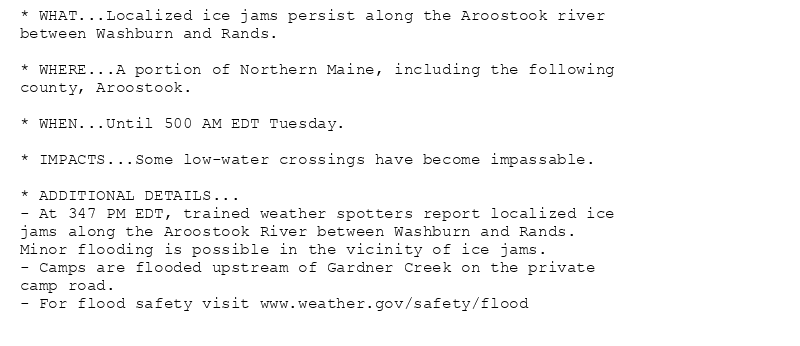 * WHAT...Localized ice jams persist along the Aroostook river
between Washburn and Rands.
* WHERE...A portion of Northern Maine, including the following
county, Aroostook.
* WHEN...Until 500 AM EDT Tuesday.
* IMPACTS...Some low-water crossings have become impassable.
* ADDITIONAL DETAILS...
- At 347 PM EDT, trained weather spotters report localized ice
jams along the Aroostook River between Washburn and Rands.
Minor flooding is possible in the vicinity of ice jams.
- Camps are flooded upstream of Gardner Creek on the private
camp road.
- For flood safety visit www.weather.gov/safety/flood